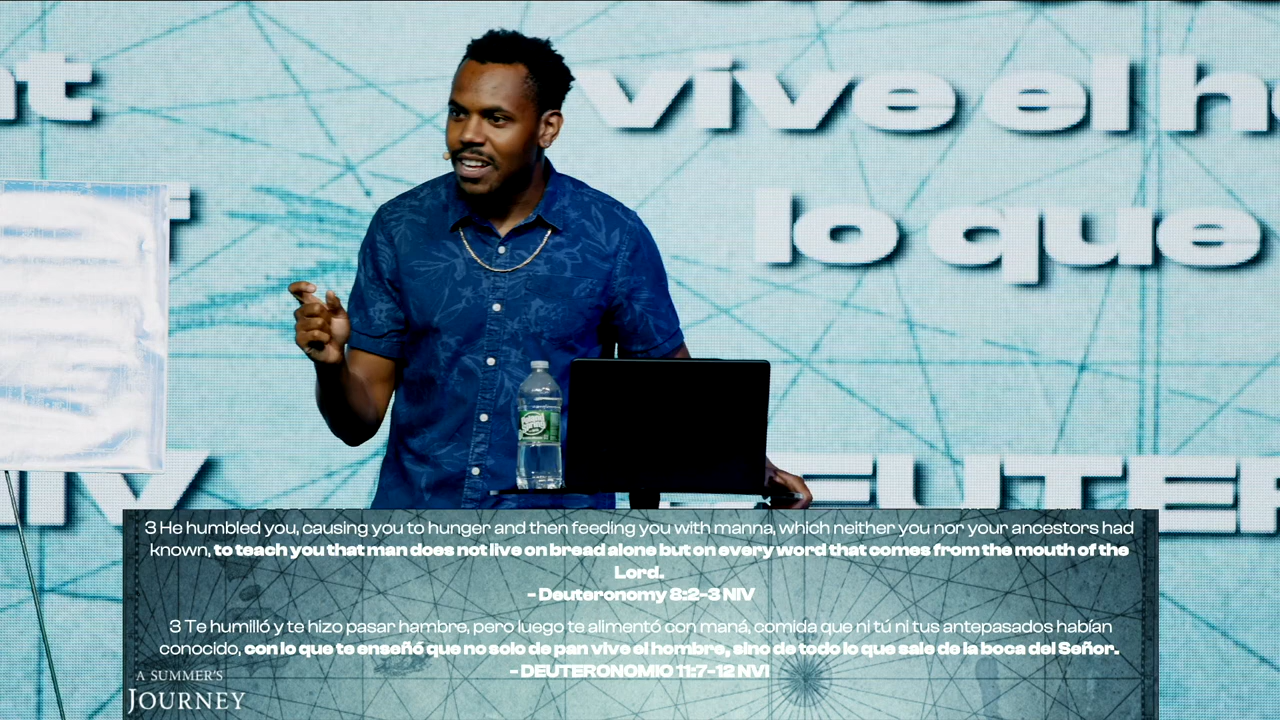 vive el h
lo que
NIV
3 He humbled you, causing you to hunger and then feeding you with manna, which neither you nor your ancestors had
known, to teach you that man does not live on bread alone but on every word that comes from the mouth of the
Lord.
- Deuteronomy 8:2-3 NIV
3 Te humilló y te hizo pasar hambre, pero luego te alimentó con maná, comida que ni tú ni tus antepasados habían
conocido, con lo que te enseñó que no solo de pan vive el hombre, sino de todo lo que sale de la boca del Señor.
- DEUTERONOMIO 11:7-12 NVI
A SUMMER'S
JOURNEY